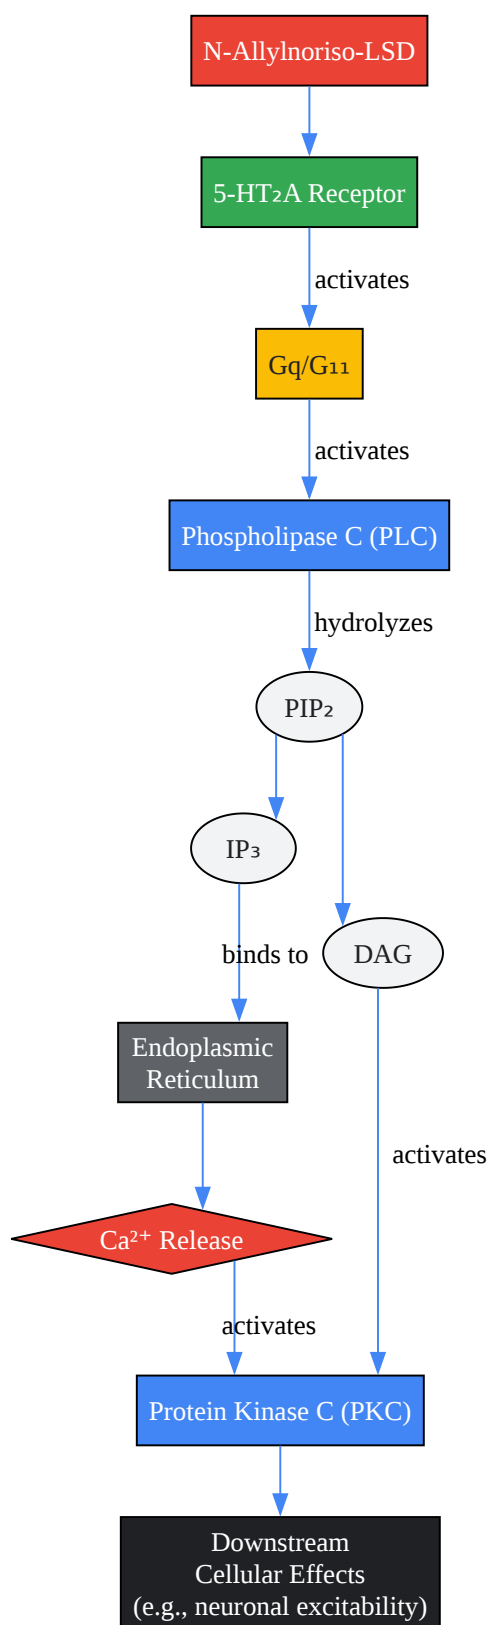 N-Allylnoriso-LSD
5-HT₂A Receptor
activates
Gq/G₁₁
activates
Phospholipase C (PLC)
hydrolyzes
PIP₂
IP₃
binds to
DAG
Endoplasmic
Reticulum
activates
Ca²⁺ Release
activates
Protein Kinase C (PKC)
Downstream
Cellular Effects
(e.g., neuronal excitability)